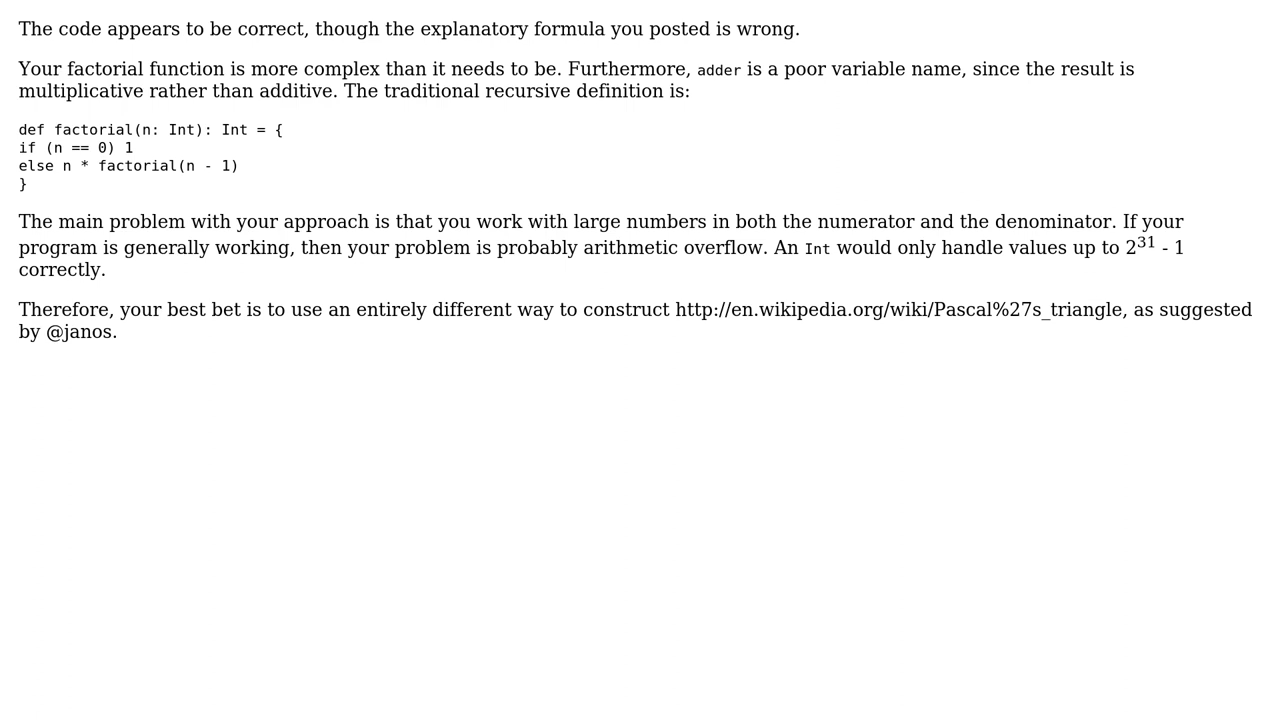 The code appears to be correct, though the explanatory formula you posted is wrong.
Your factorial function is more complex than it needs to be. Furthermore, adder is a poor variable name, since the result is
multiplicative rather than additive. The traditional recursive definition is:
def factorial(n: Int): Int = {
if (n == 0) 1
else n * factorial(n - 1)
}
The main problem with your approach is that you work with large numbers in both the numerator and the denominator. If your
program is generally working, then your problem is probably arithmetic overflow. An Int would only handle values up to 2^31 - 1
correctly.
Therefore, your best bet is to use an entirely different way to construct http://en.wikipedia.org/wiki/Pascal%27s_triangle, as suggested
by @janos.